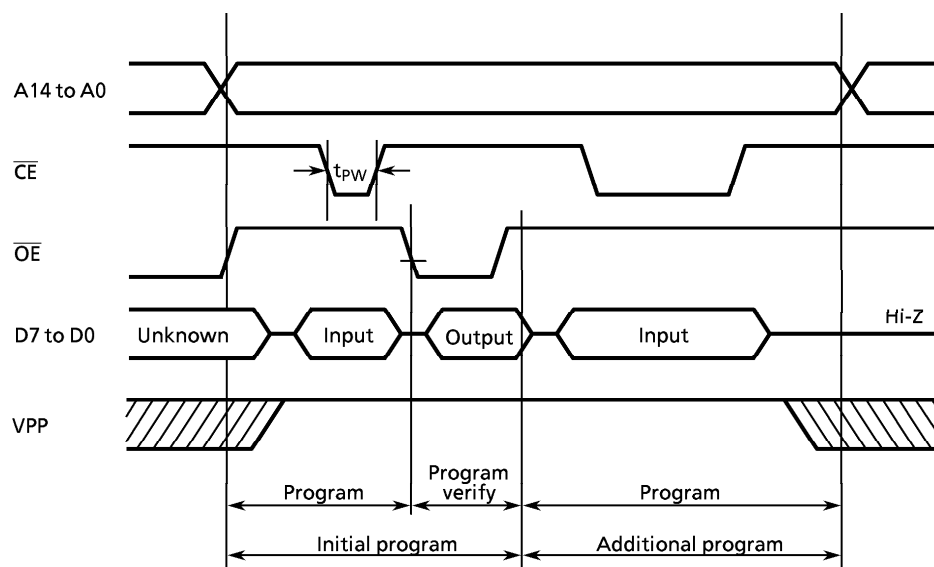 A14 to A0
CE
tPW
OE
D7 to D0
Unknown
Input
Output
Input
Hi-Z
VPP
Program
Program
verify
Program
Initial program
Additional program